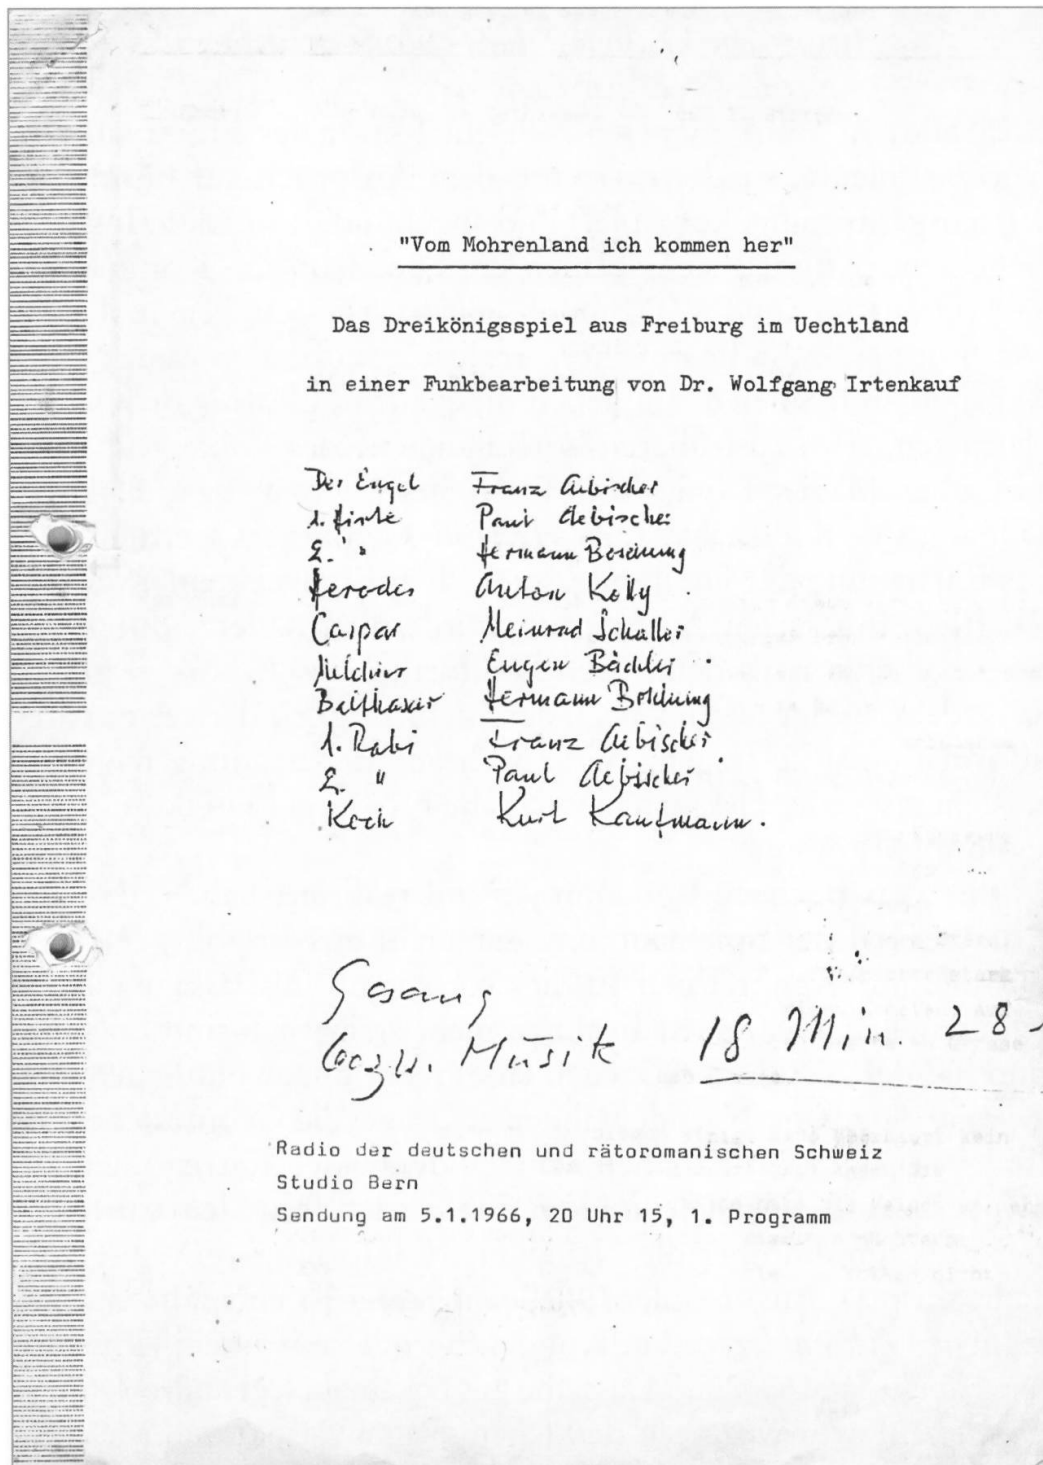 "Vom Mohrenland ich kommen her"
Das Dreikönigsspiel aus Freiburg im Uechtland
in einer Funkbearbeitung von Dr. Wolfgang Irtenkauf
Der Engel Franz Aebischer
1. Hirte Paul Aebischer
2. " Hermann
Herodes Anton
Caspar Meinrad Schaller
Melchior Eugen Bächler
Balthasar Hermann
1. Rabi Franz Aebischer
2. " Paul Aebischer
Koch Kurt Kaufmann.
Gesang
bezw. Musik 18 Min. 28
Radio der deutschen und rätoromanischen Schweiz
Studio Bern
Sendung am 5.1.1966, 20 Uhr 15, 1. Programm